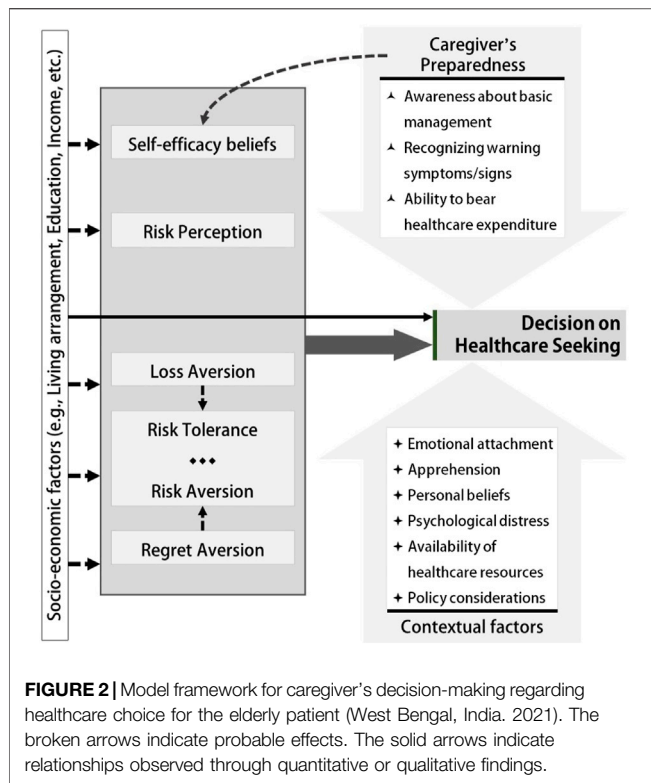 Socio-economic factors (e.g., Living arrangement, Education, Income, etc.)
Self-efficacy beliefs
Risk Perception
Loss Aversion
Risk Tolerance
Risk Aversion
Regret Aversion
Caregiver's
Preparedness
Awareness about basic
management
Recognizing warning
symptoms/signs
Ability to bear
healthcare expenditure
Decision on
Healthcare Seeking
Emotional attachment
Apprehension
Personal beliefs
Psychological distress
Availability of
healthcare resources
Policy considerations
Contextual factors
FIGURE 2 | Model framework for caregiver's decision-making regarding
healthcare choice for the elderly patient (West Bengal, India. 2021). The
broken arrows indicate probable effects. The solid arrows indicate
relationships observed through quantitative or qualitative findings.